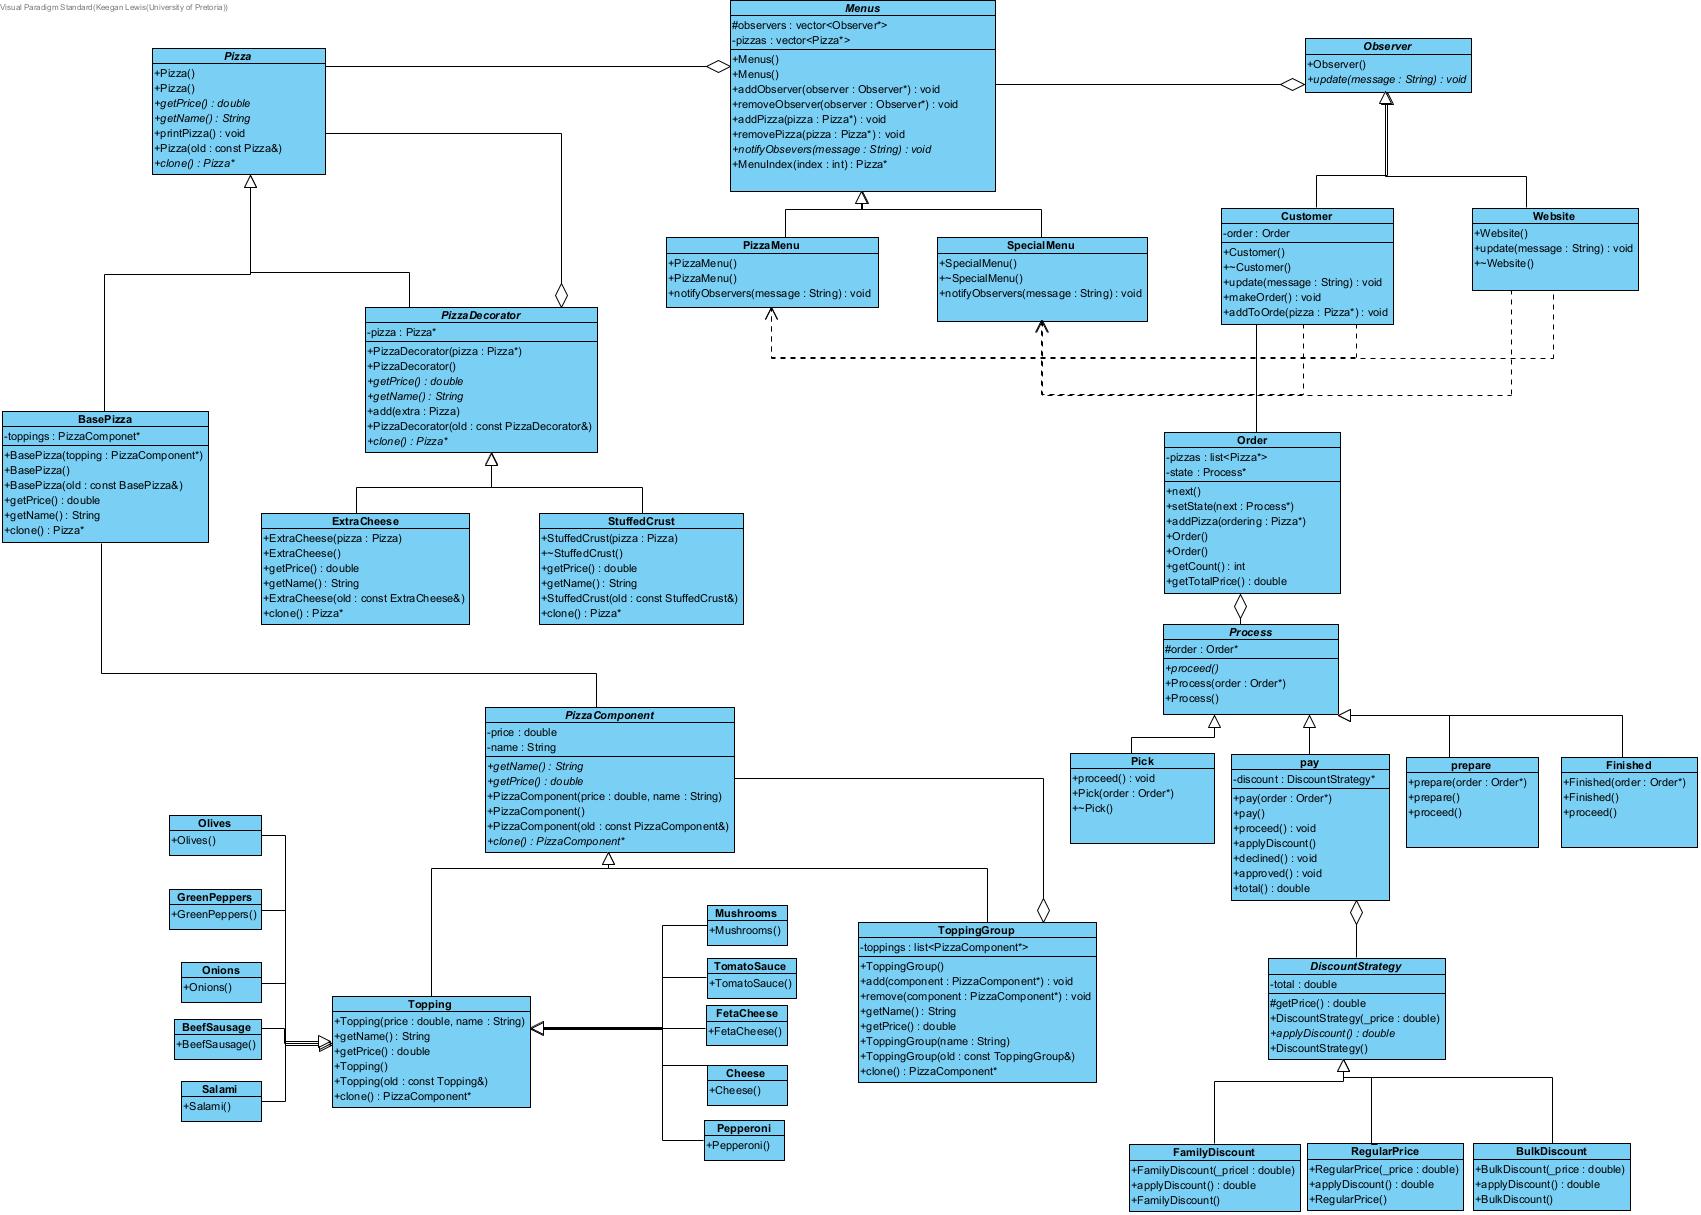 Visual Paradigm Standard(Keegan Lewis(University of Pretoria))
Menus
#observers : vector<Observer*>
-pizzas : vector<Pizza*>
+Menus()
+Menus()
+addObserver(observer : Observer*) : void
+removeObserver(observer : Observer*) : void
+addPizza(pizza : Pizza*) : void
+removePizza(pizza : Pizza*) : void
+notifyObsevers(message : String) : void
+MenuIndex(index : int) : Pizza*
Pizza
+Pizza()
+Pizza()
+getPrice() : double
+getName() : String
+printPizza() : void
+Pizza(old : const Pizza&)
+clone() : Pizza*
Observer
+Observer()
+update(message : String) : void
PizzaMenu
+PizzaMenu()
+PizzaMenu()
+notifyObservers(message : String) : void
SpecialMenu
+SpecialMenu()
+~SpecialMenu()
+notifyObservers(message : String) : void
Customer
-order : Order
+Customer()
+~Customer()
+update(message : String) : void
+makeOrder() : void
+addToOrde(pizza : Pizza*) : void
Website
+Website()
+update(message : String) : void
+~Website()
PizzaDecorator
-pizza : Pizza*
+PizzaDecorator(pizza : Pizza*)
+PizzaDecorator()
+getPrice() : double
+getName() : String
+add(extra : Pizza)
+PizzaDecorator(old : const PizzaDecorator&)
+clone() : Pizza*
BasePizza
-toppings : PizzaComponet*
+BasePizza(topping : PizzaComponent*)
+BasePizza()
+BasePizza(old : const BasePizza&)
+getPrice() : double
+getName() : String
+clone() : Pizza*
ExtraCheese
+ExtraCheese(pizza : Pizza)
+ExtraCheese()
+getPrice() : double
+getName() : String
+ExtraCheese(old : const ExtraCheese&)
+clone() : Pizza*
StuffedCrust
+StuffedCrust(pizza : Pizza)
+~StuffedCrust()
+getPrice() : double
+getName() : String
+StuffedCrust(old : const StuffedCrust&)
+clone() : Pizza*
Order
-pizzas : list<Pizza*>
-state : Process*
+next()
+setState(next : Process*)
+addPizza(ordering : Pizza*)
+Order()
+Order()
+getCount() : int
+getTotalPrice() : double
Process
#order : Order*
+proceed()
+Process(order : Order*)
+Process()
PizzaComponent
-price : double
-name : String
+getName() : String
+getPrice() : double
+PizzaComponent(price : double, name : String)
+PizzaComponent()
+PizzaComponent(old : const PizzaComponent&)
+clone() : PizzaComponent*
Pick
+proceed() : void
+Pick(order : Order*)
+~Pick()
pay
-discount : DiscountStrategy*
+pay(order : Order*)
+pay()
+proceed() : void
+applyDiscount()
+declined() : void
+approved() : void
+total() : double
prepare
+prepare(order : Order*)
+prepare()
+proceed()
Finished
+Finished(order : Order*)
+Finished()
+proceed()
Olives
+Olives()
GreenPeppers
+GreenPeppers()
Onions
+Onions()
BeefSausage
+BeefSausage()
Salami
+Salami()
Topping
+Topping(price : double, name : String)
+getName() : String
+getPrice() : double
+Topping()
+Topping(old : const Topping&)
+clone() : PizzaComponent*
Mushrooms
+Mushrooms()
TomatoSauce
+TomatoSauce()
FetaCheese
+FetaCheese()
Cheese
+Cheese()
Pepperoni
+Pepperoni()
ToppingGroup
-toppings : list<PizzaComponent*>
+ToppingGroup()
+add(component : PizzaComponent*) : void
+remove(component : PizzaComponent*) : void
+getName() : String
+getPrice() : double
+ToppingGroup(name : String)
+ToppingGroup(old : const ToppingGroup&)
+clone() : PizzaComponent*
DiscountStrategy
-total : double
#getPrice() : double
+DiscountStrategy(_price : double)
+applyDiscount() : double
+DiscountStrategy()
FamilyDiscount
+FamilyDiscount(_pricel : double)
+applyDiscount() : double
+FamilyDiscount()
RegularPrice
+RegularPrice(_price : double)
+applyDiscount() : double
+RegularPrice()
BulkDiscount
+BulkDiscount(_price : double)
+applyDiscount() : double
+BulkDiscount()